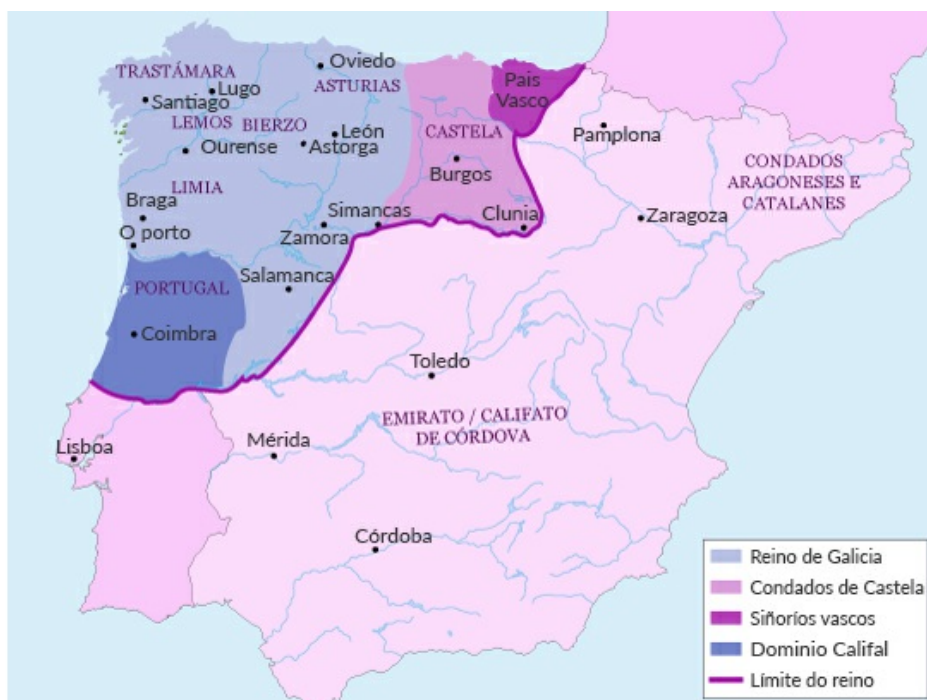 Oviedo
TRASTÁMARA
Lugo
ASTURIAS
Santiago
País
Vasco
LEMOS
BIERZO
León
CASTELA
Pamplona
Ourense
Astorga
Burgos
CONDADOS
ARAGONESES E
CATALANES
LIMIA
Braga
Simancas
Clunia
Zaragoza
O porto
Zamora
Salamanca
PORTUGAL
Coimbra
Toledo
EMIRATO / CALIFATO
DE CÓRDOVA
Lisboa
Mérida
Córdoba
Reino de Galicia
Condados de Castela
Siñoríos vascos
Dominio Califal
Límite do reino